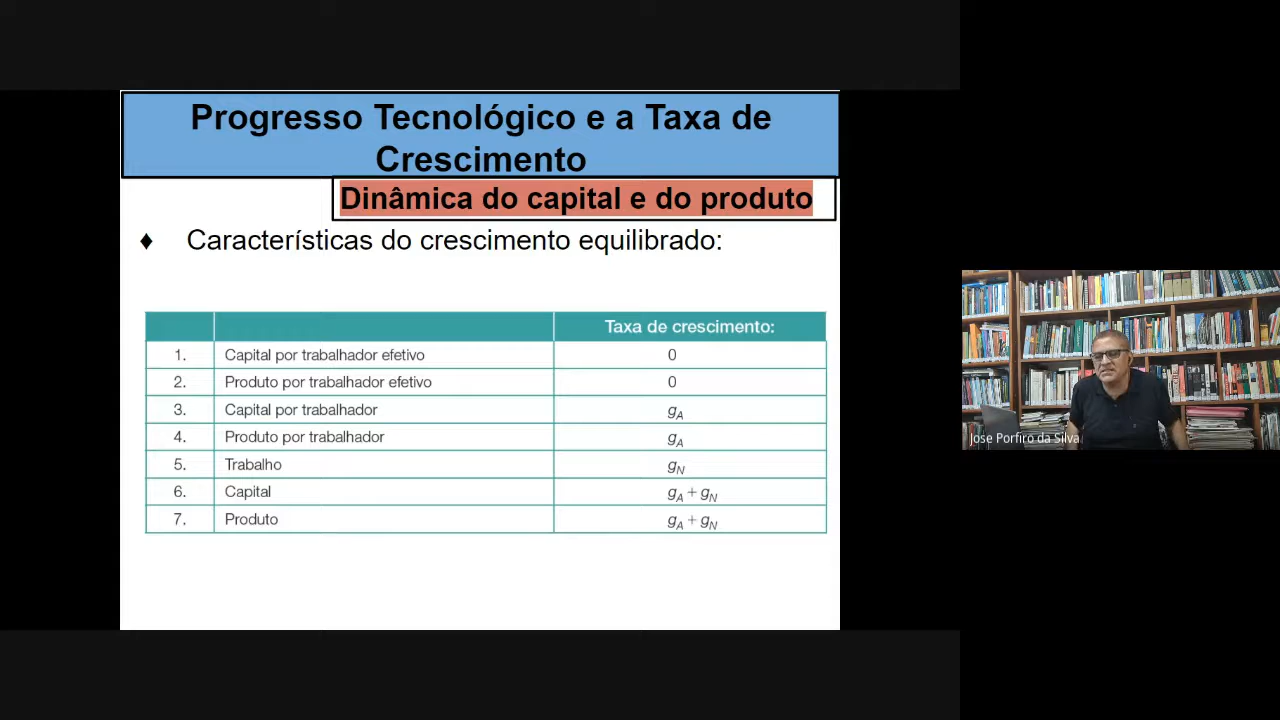 Progresso Tecnológico e a Taxa de
Crescimento
Dinâmica do capital e do produto
♦ Características do crescimento equilibrado:
Taxa de crescimento:
1. Capital por trabalhador efetivo 0
2. Produto por trabalhador efetivo 0
3. Capital por trabalhador gA
4. Produto por trabalhador gA
5. Trabalho gN
6. Capital gA + gN
7. Produto gA + gN
Jose Porfiro da Silva